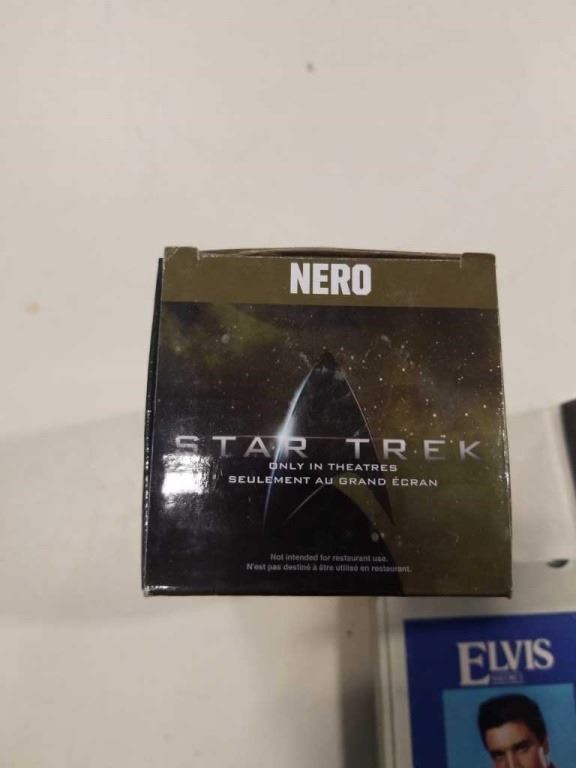 NERO
STAR TREK
ONLY IN THEATRES
SEULEMENT AU GRAND ÉCRAN
Not intended for restaurant use.
N'est pas destiné à être utilisé en restaurant.
ELVIS